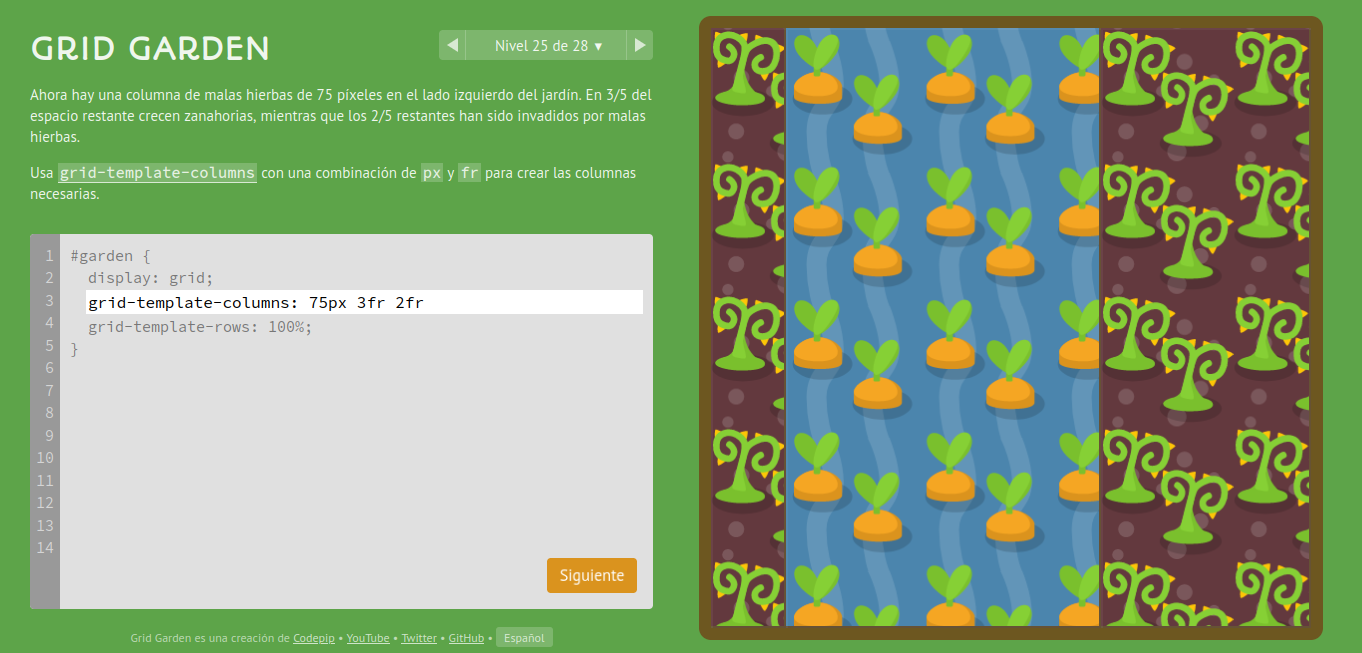 GRID GARDEN
◀ Nivel 25 de 28 ▾ ▶
Ahora hay una columna de malas hierbas de 75 píxeles en el lado izquierdo del jardín. En 3/5 del
espacio restante crecen zanahorias, mientras que los 2/5 restantes han sido invadidos por malas
hierbas.
Usa grid-template-columns con una combinación de px y fr para crear las columnas
necesarias.
1 #garden {
2 display: grid;
3 grid-template-columns: 75px 3fr 2fr
4 grid-template-rows: 100%;
5 }
6
7
8
9
10
11
12
13
14
Siguiente
Grid Garden es una creación de Codepip • YouTube • Twitter • GitHub • Español